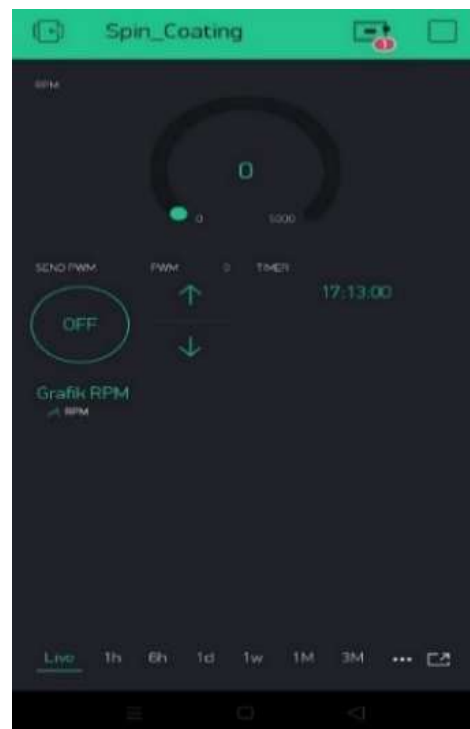 Spin_Coating
RPM
0
0 5000
SEND PWM PWM 0 TIMER
OFF 17:13:00
Grafik RPM
RPM
Live 1h 6h 1d 1w 1M 3M